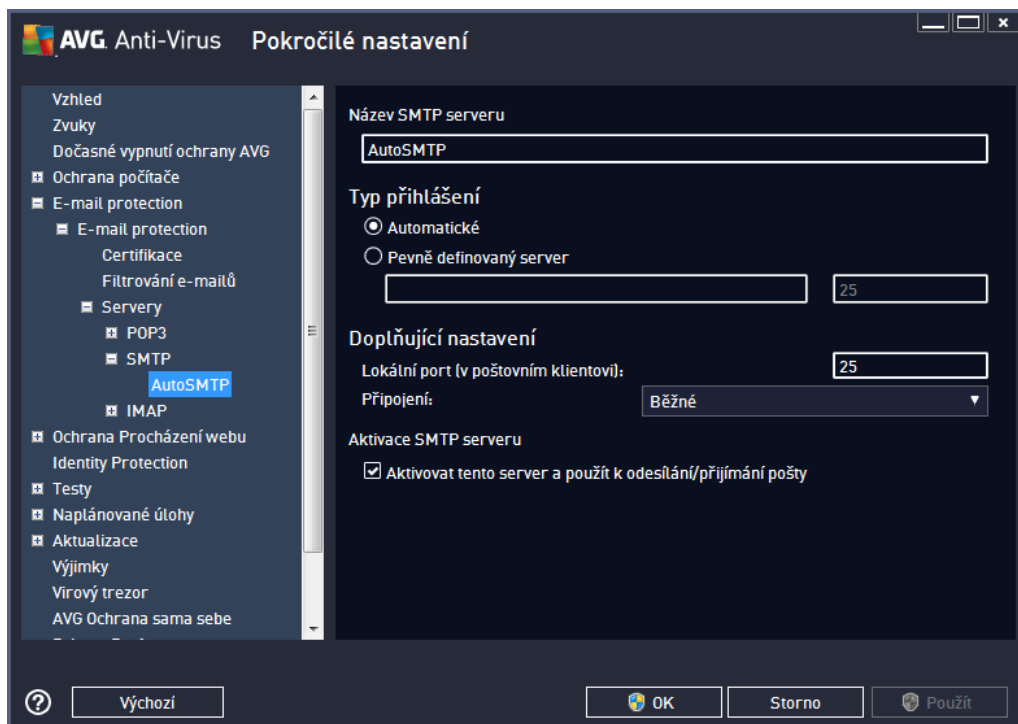 AVG. Anti-Virus Pokročilé nastavení
Vzhled
Zvuky
Dočasné vypnutí ochrany AVG
Ochrana počítače
E-mail protection
E-mail protection
Certifikace
Filtrování e-mailů
Servery
POP3
SMTP
AutoSMTP
IMAP
Ochrana Procházení webu
Identity Protection
Testy
Naplánované úlohy
Aktualizace
Výjimky
Virový trezor
AVG Ochrana sama sebe
Název SMTP serveru
AutoSMTP
Typ přihlášení
Automatické
Pevně definovaný server
25
Doplňující nastavení
Lokální port (v poštovním klientovi): 25
Připojení: Běžné
Aktivace SMTP serveru
Aktivovat tento server a použít k odesílání/přijímání pošty
Výchozí OK Storno Použít